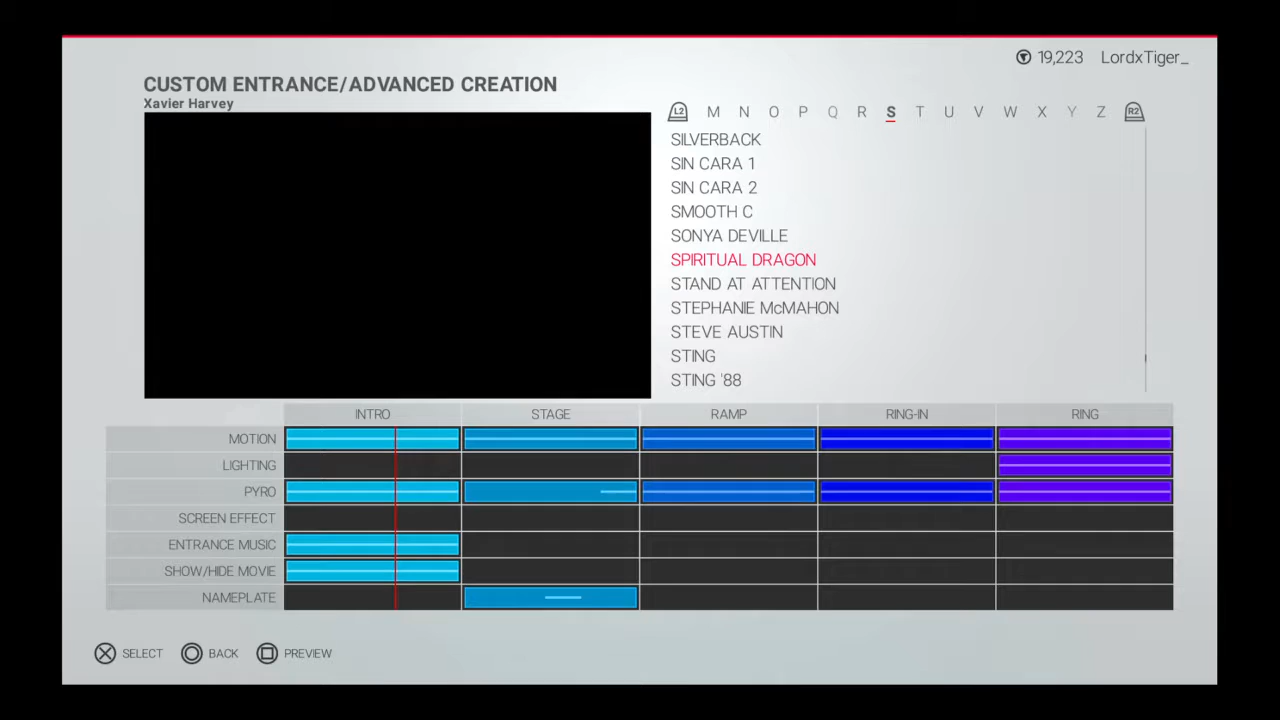 19,223 LordxTiger_
CUSTOM ENTRANCE/ADVANCED CREATION
Xavier Harvey
L2 M N O P Q R S T U V W X Y Z R2
SILVERBACK
SIN CARA 1
SIN CARA 2
SMOOTH C
SONYA DEVILLE
SPIRITUAL DRAGON
STAND AT ATTENTION
STEPHANIE McMAHON
STEVE AUSTIN
STING
STING '88
INTRO STAGE RAMP RING-IN RING
MOTION
LIGHTING
PYRO
SCREEN EFFECT
ENTRANCE MUSIC
SHOW/HIDE MOVIE
NAMEPLATE
SELECT BACK PREVIEW